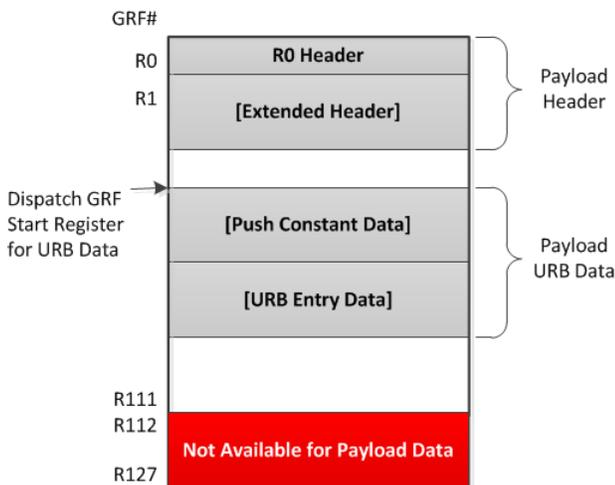 GRF#
R0
R0 Header
R1
[Extended Header]
Payload
Header
Dispatch GRF
Start Register
for URB Data
[Push Constant Data]
[URB Entry Data]
Payload
URB Data
R111
R112
Not Available for Payload Data
R127